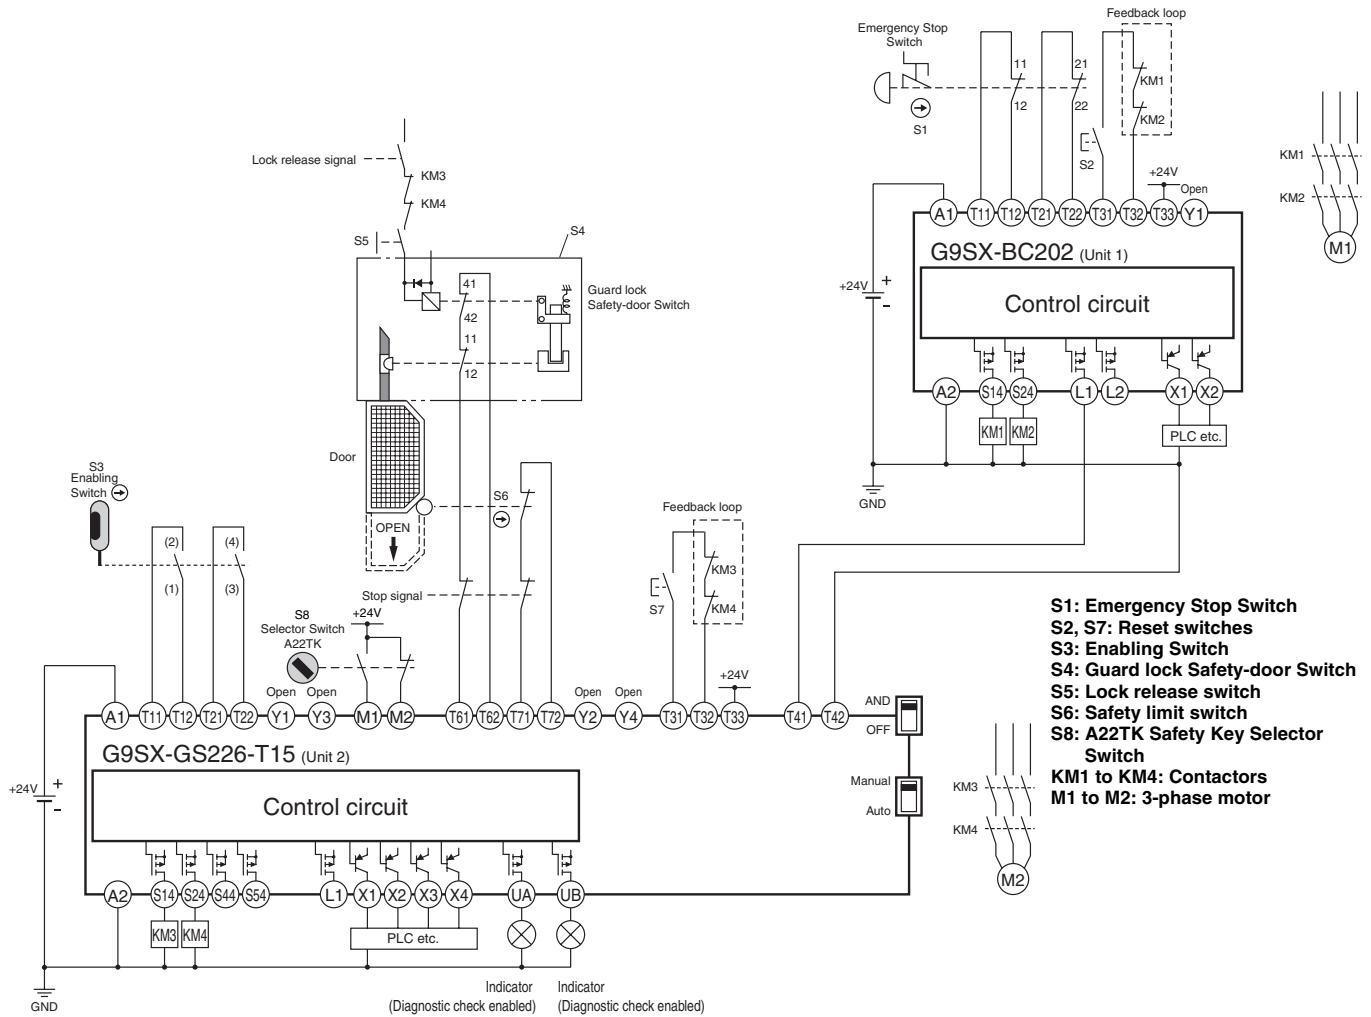 Feedback loop
Emergency Stop
Switch
11
21
KM1
12
22
KM2
S1
S2
+24V
Open
A1 T11 T12 T21 T22 T31 T32 T33 Y1
G9SX-BC202 (Unit 1)
+24V
+
-
Control circuit
A2 S14 S24 L1 L2 X1 X2
KM1 KM2
PLC etc.
GND
KM1
KM2
M1
Lock release signal
KM3
KM4
S5
S4
41
42
11
12
Guard lock
Safety-door Switch
Door
OPEN
S6
S3
Enabling
Switch
(2)
(4)
(1)
(3)
Stop signal
S8
Selector Switch
A22TK
+24V
Feedback loop
KM3
KM4
S7
+24V
Open
Open
Open
Open
A1 T11 T12 T21 T22 Y1 Y3 M1 M2 T61 T62 T71 T72 Y2 Y4 T31 T32 T33 T41 T42
AND
OFF
G9SX-GS226-T15 (Unit 2)
+24V
+
-
Control circuit
Manual
Auto
A2 S14 S24 S44 S54 L1 X1 X2 X3 X4 UA UB
KM3 KM4
PLC etc.
GND
Indicator
(Diagnostic check enabled)
Indicator
(Diagnostic check enabled)
KM3
KM4
M2
S1: Emergency Stop Switch
S2, S7: Reset switches
S3: Enabling Switch
S4: Guard lock Safety-door Switch
S5: Lock release switch
S6: Safety limit switch
S8: A22TK Safety Key Selector
Switch
KM1 to KM4: Contactors
M1 to M2: 3-phase motor